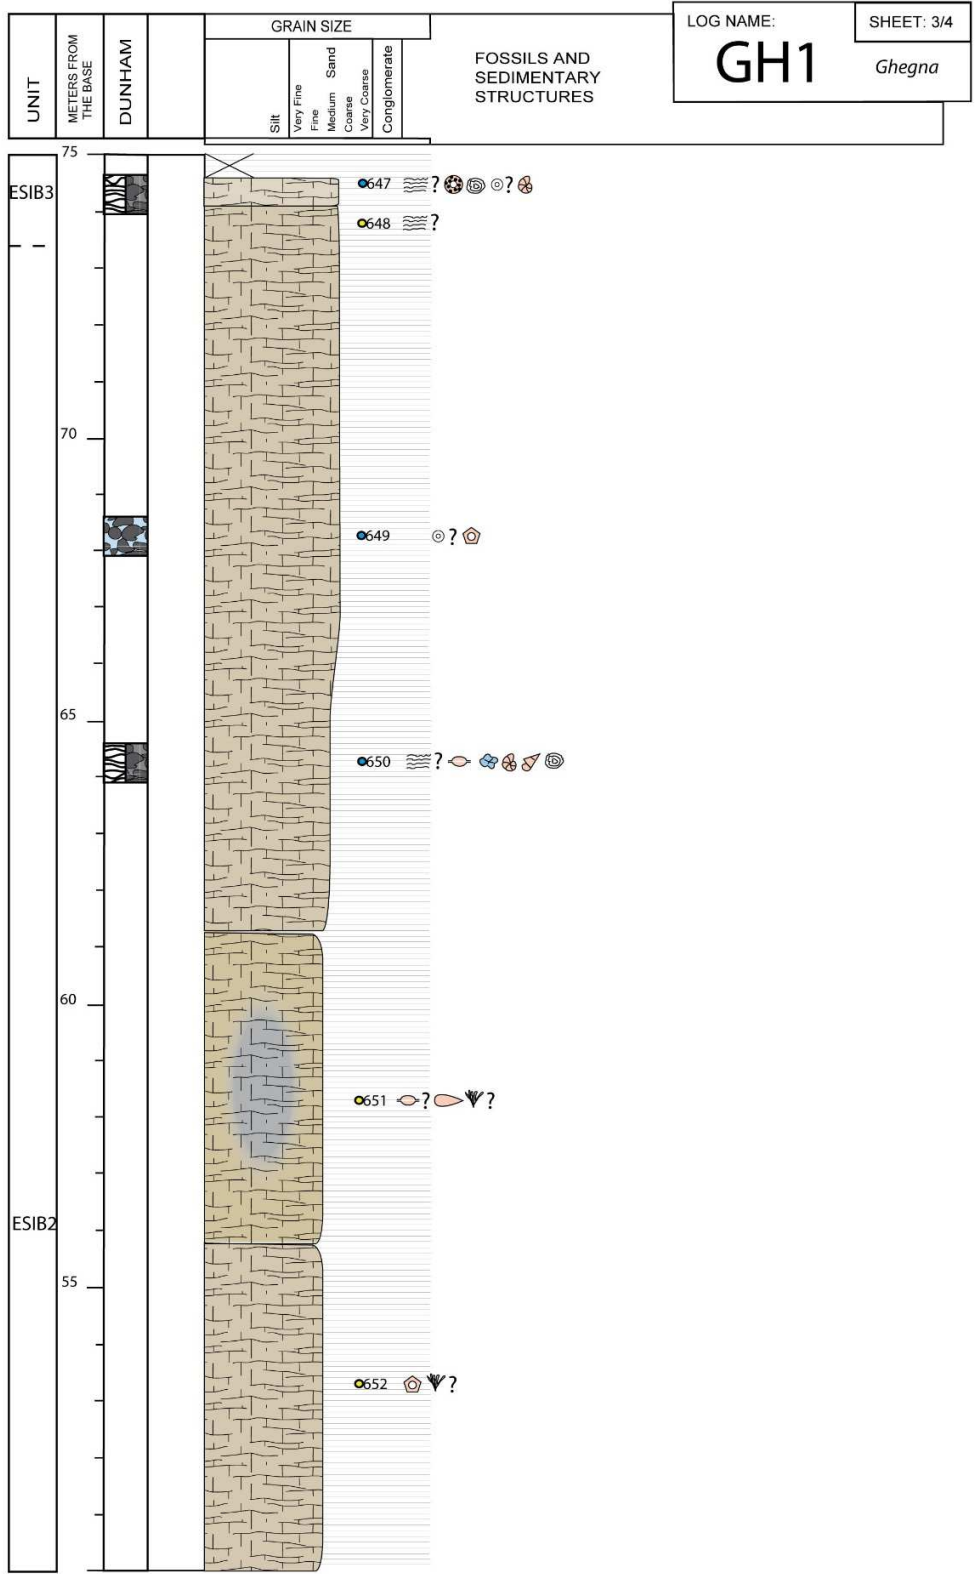 UNIT
METERS FROM
THE BASE
DUNHAM
GRAIN SIZE
Silt
Very Fine
Fine
Medium
Coarse
Very Coarse
Sand
Conglomerate
FOSSILS AND
SEDIMENTARY
STRUCTURES
LOG NAME:
GH1
SHEET: 3/4
Ghegna
75
ESIB3
647 ? ?
648 ?
70
649 ?
65
650 ?
60
651 ? ?
ESIB2
55
652 ?